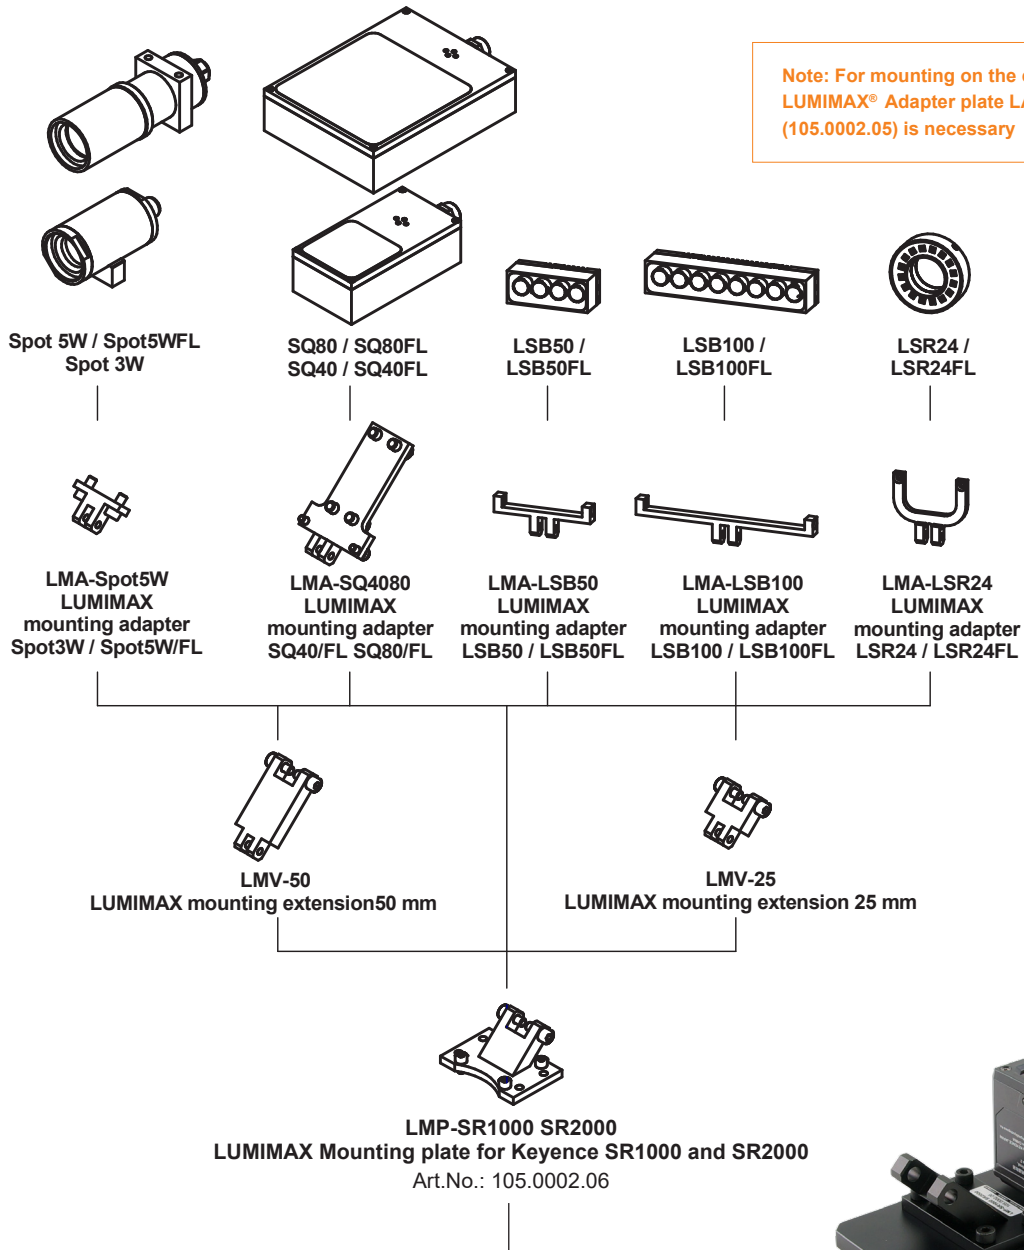 Note: For mounting on the
LUMIMAX® Adapter plate
(105.0002.05) is necessary
Spot 5W / Spot5WFL
Spot 3W
SQ80 / SQ80FL
SQ40 / SQ40FL
LSB50 /
LSB50FL
LSB100 /
LSB100FL
LSR24 /
LSR24FL
LMA-Spot5W
LUMIMAX
mounting adapter
Spot3W / Spot5W/FL
LMA-SQ4080
LUMIMAX
mounting adapter
SQ40/FL SQ80/FL
LMA-LSB50
LUMIMAX
mounting adapter
LSB50 / LSB50FL
LMA-LSB100
LUMIMAX
mounting adapter
LSB100 / LSB100FL
LMA-LSR24
LUMIMAX
mounting adapter
LSR24 / LSR24FL
LMV-50
LUMIMAX mounting extension50 mm
LMV-25
LUMIMAX mounting extension 25 mm
LMP-SR1000 SR2000
LUMIMAX Mounting plate for Keyence SR1000 and SR2000
Art.No.: 105.0002.06